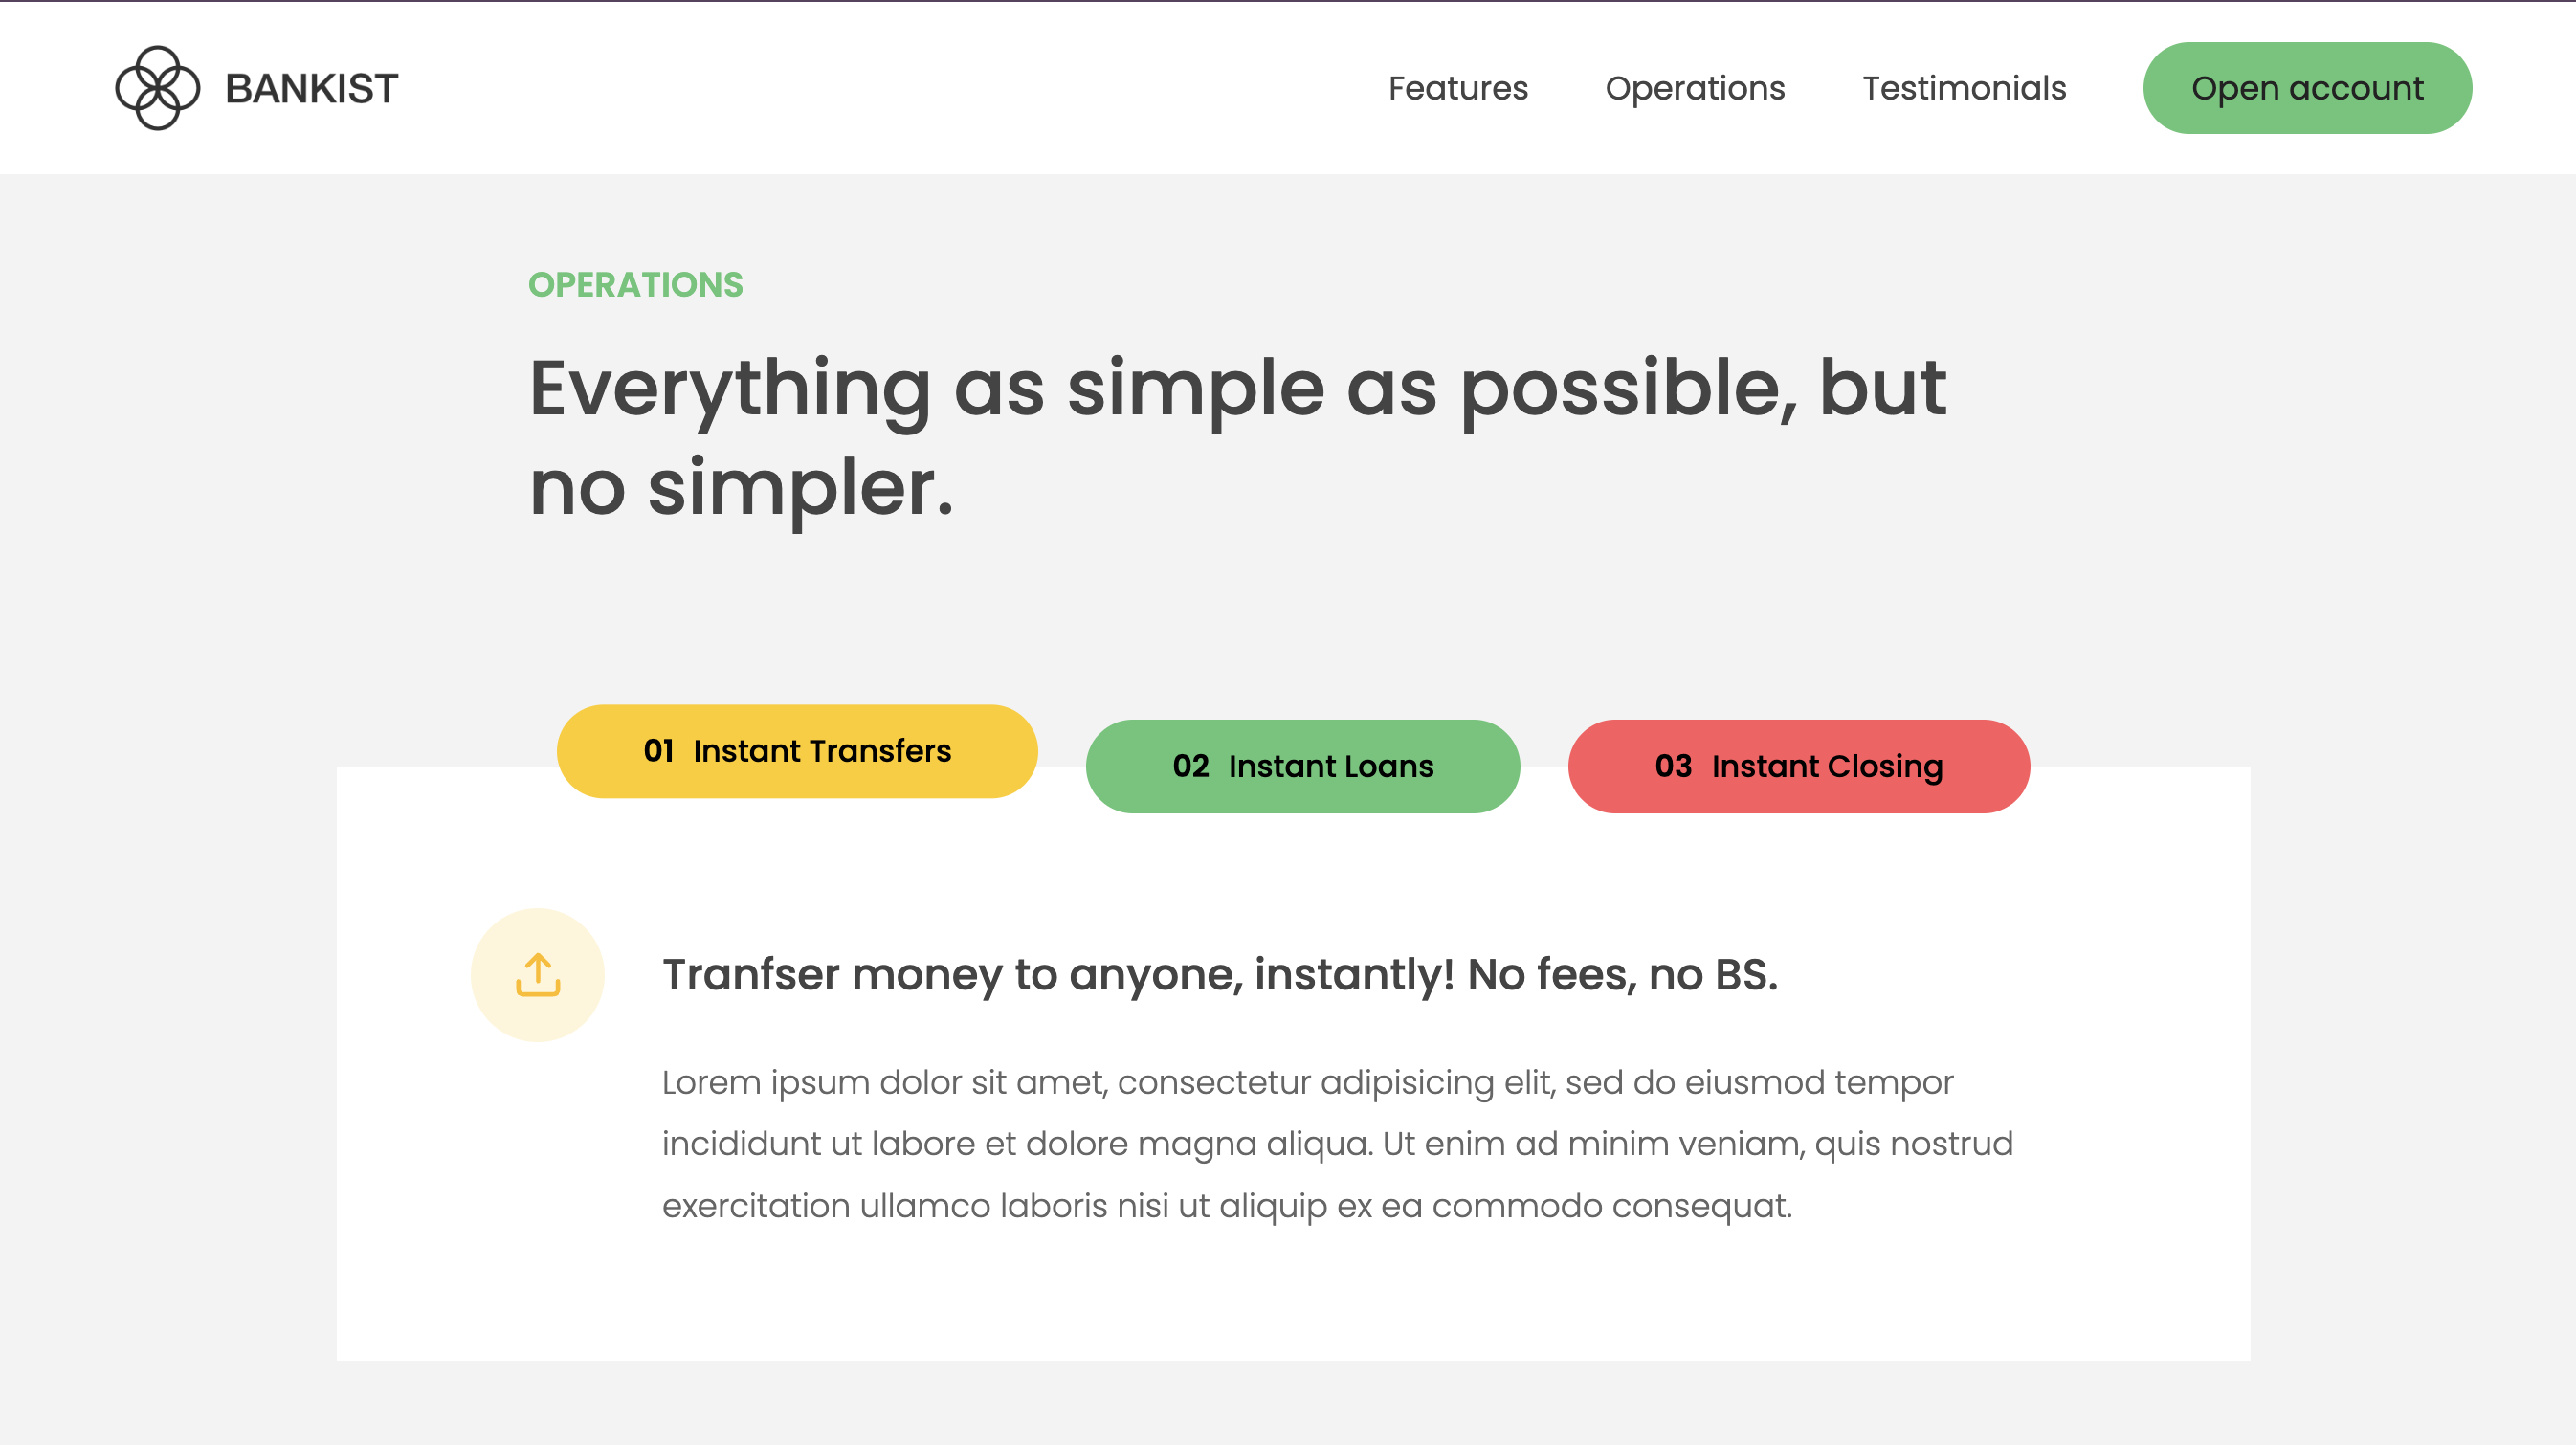 BANKIST
Features
Operations
Testimonials
Open account
OPERATIONS
Everything as simple as possible, but
no simpler.
01 Instant Transfers
02 Instant Loans
03 Instant Closing
Tranfser money to anyone, instantly! No fees, no BS.
Lorem ipsum dolor sit amet, consectetur adipisicing elit, sed do eiusmod tempor
incididunt ut labore et dolore magna aliqua. Ut enim ad minim veniam, quis nostrud
exercitation ullamco laboris nisi ut aliquip ex ea commodo consequat.